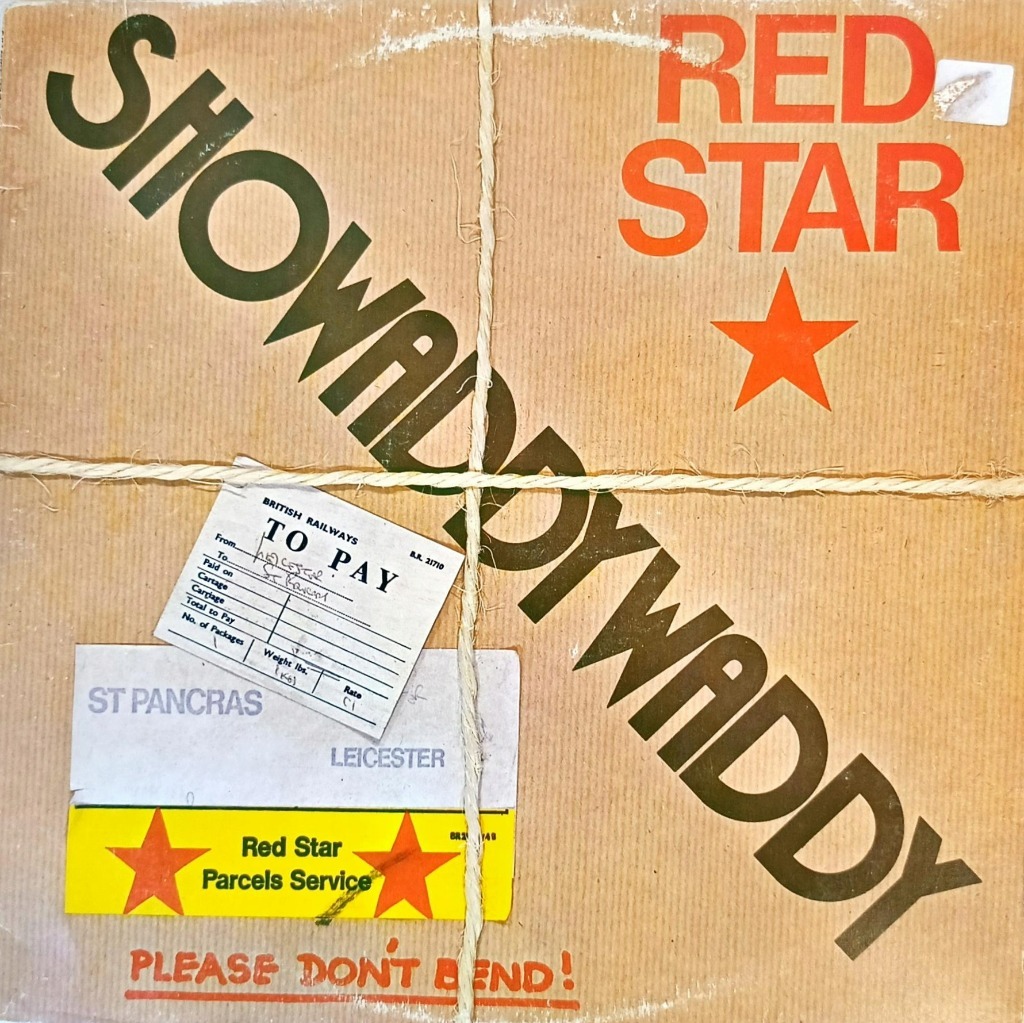 SHOWADDYWADDY
RED
STAR
BRITISH RAILWAYS
B.R. 21710
TO PAY
From
To
Paid on
Cartage
Carriage
Total to Pay
No. of Packages
Weight lbs.
Rate
ST PANCRAS
LEICESTER
Red Star
Parcels Service
PLEASE DON'T BEND!